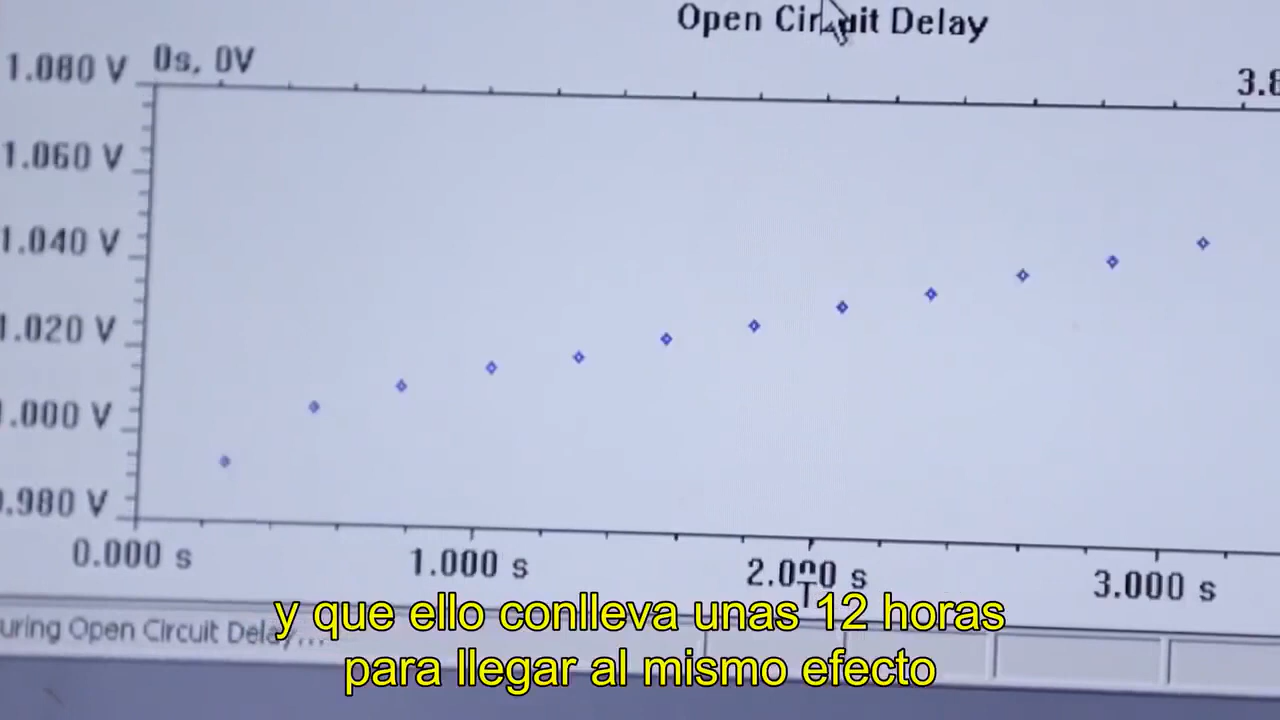 Open Circuit Delay
1.080 V
0s, 0V
3.8
1.060 V
1.040 V
1.020 V
.000 V
.980 V
0.000 s
1.000 s
2.000 s
3.000 s
uring Open Circuit Delay...
y que ello conlleva unas 12 horas
para llegar al mismo efecto